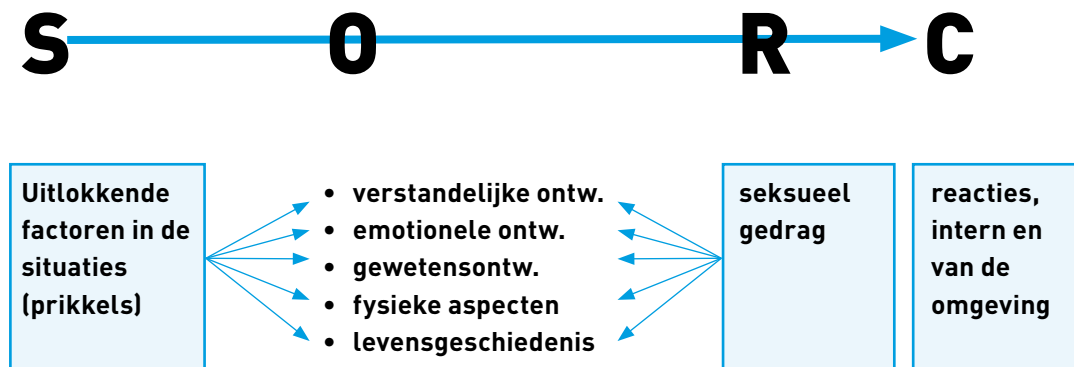 S O R C
Uitlokkende
factoren in de
situaties
(prikkels)
• verstandelijke ontw.
• emotionele ontw.
• gewetensontw.
• fysieke aspecten
• levensgeschiedenis
seksueel
gedrag
reacties,
intern en
van de
omgeving